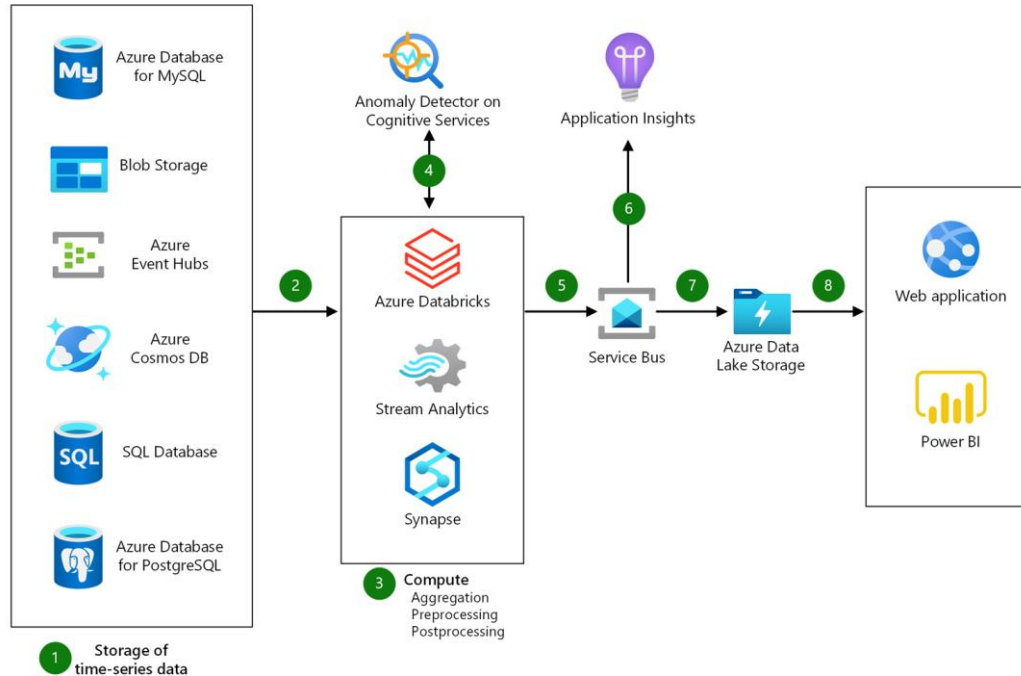 Azure Database
for MySQL
My
Blob Storage
Azure
Event Hubs
Azure
Cosmos DB
SQL
SQL Database
Azure Database
for PostgreSQL
1
Storage of
time-series data
2
Anomaly Detector on
Cognitive Services
4
Azure Databricks
Stream Analytics
Synapse
3
Compute
Aggregation
Preprocessing
Postprocessing
5
Application Insights
6
Service Bus
7
Azure Data
Lake Storage
8
Web application
Power BI